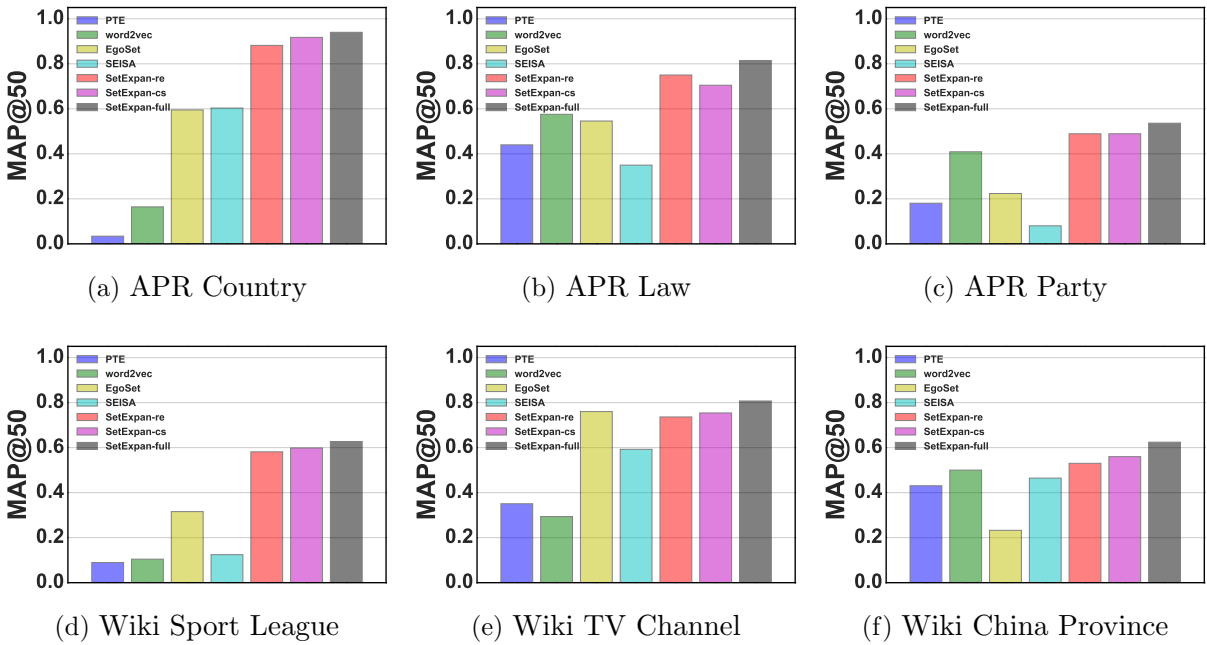 MAP@50
1.0
0.8
0.6
0.4
0.2
0.0
PTE
word2vec
EgoSet
SEISA
SetExpan-re
SetExpan-cs
SetExpan-full
(a) APR Country
MAP@50
1.0
0.8
0.6
0.4
0.2
0.0
PTE
word2vec
EgoSet
SEISA
SetExpan-re
SetExpan-cs
SetExpan-full
(b) APR Law
MAP@50
1.0
0.8
0.6
0.4
0.2
0.0
PTE
word2vec
EgoSet
SEISA
SetExpan-re
SetExpan-cs
SetExpan-full
(c) APR Party
MAP@50
1.0
0.8
0.6
0.4
0.2
0.0
PTE
word2vec
EgoSet
SEISA
SetExpan-re
SetExpan-cs
SetExpan-full
(d) Wiki Sport League
MAP@50
1.0
0.8
0.6
0.4
0.2
0.0
PTE
word2vec
EgoSet
SEISA
SetExpan-re
SetExpan-cs
SetExpan-full
(e) Wiki TV Channel
MAP@50
1.0
0.8
0.6
0.4
0.2
0.0
PTE
word2vec
EgoSet
SEISA
SetExpan-re
SetExpan-cs
SetExpan-full
(f) Wiki China Province